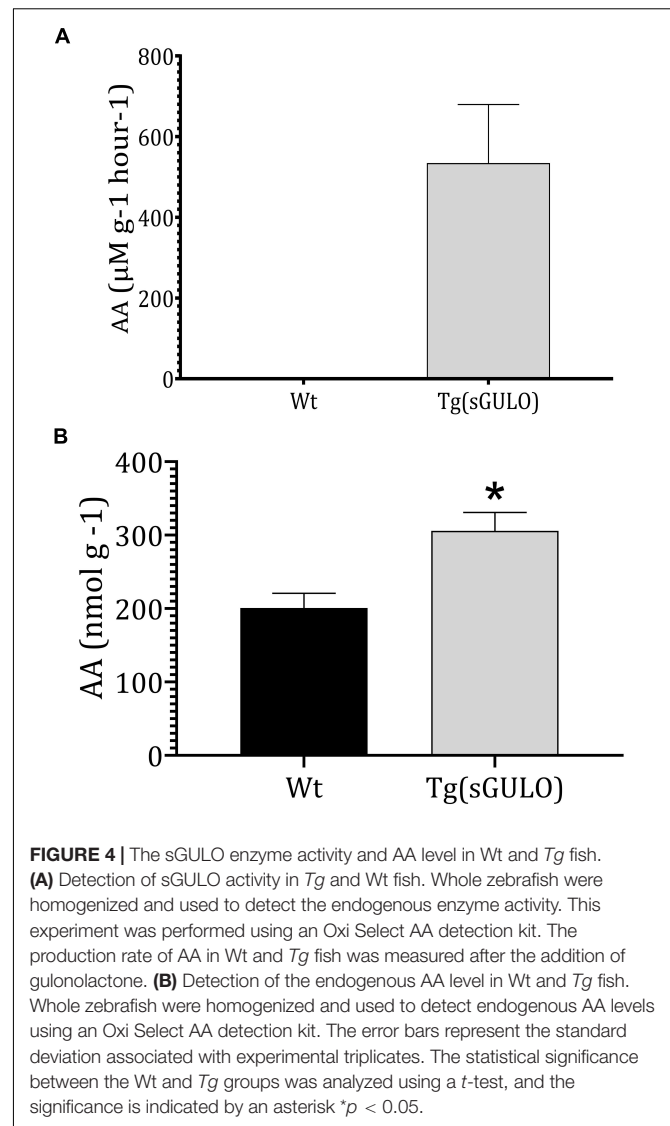 A
800
600
400
200
0
AA (µM g-1 hour-1)
Wt Tg(sGULO)
B
400
300
200
100
0
AA (nmol g -1)
*
Wt Tg(sGULO)
FIGURE 4 | The sGULO enzyme activity and AA level in Wt and Tg fish.
(A) Detection of sGULO activity in Tg and Wt fish. Whole zebrafish were
homogenized and used to detect the endogenous enzyme activity. This
experiment was performed using an Oxi Select AA detection kit. The
production rate of AA in Wt and Tg fish was measured after the addition of
gulonolactone. (B) Detection of the endogenous AA level in Wt and Tg fish.
Whole zebrafish were homogenized and used to detect endogenous AA levels
using an Oxi Select AA detection kit. The error bars represent the standard
deviation associated with experimental triplicates. The statistical significance
between the Wt and Tg groups was analyzed using a t-test, and the
significance is indicated by an asterisk *p < 0.05.